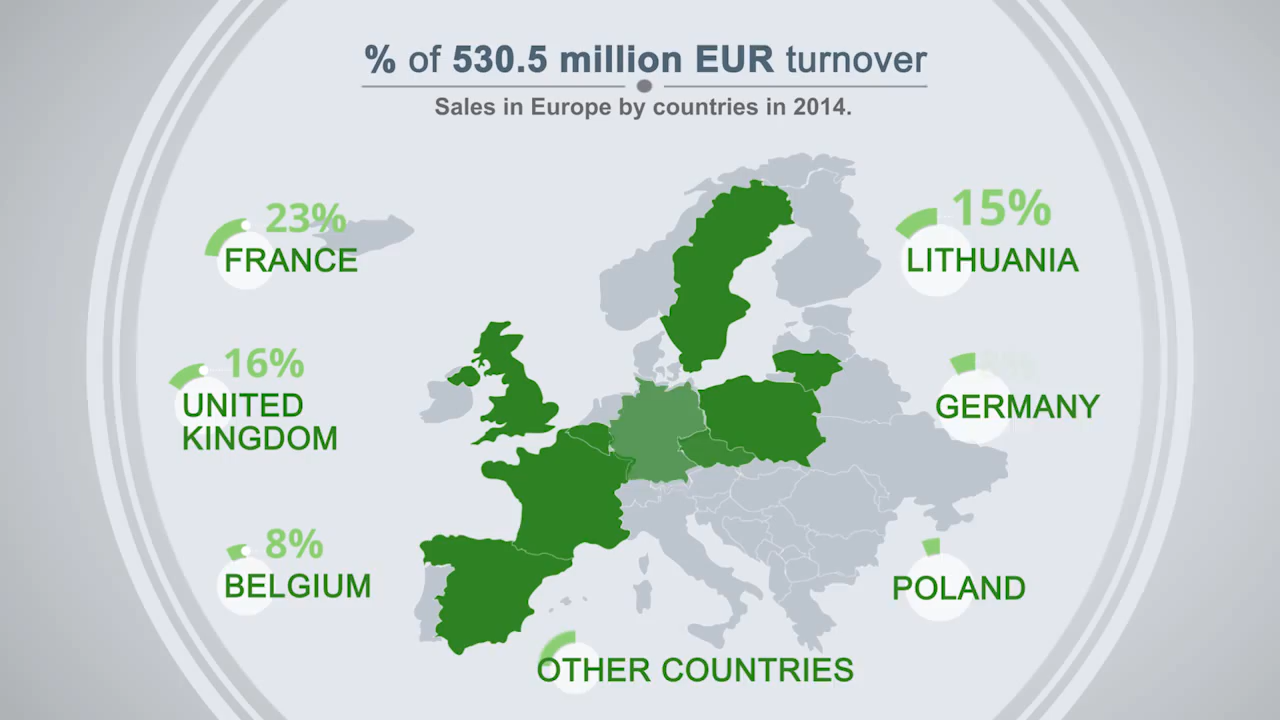 % of 530.5 million EUR turnover
Sales in Europe by countries in 2014.
23%
FRANCE
15%
LITHUANIA
16%
UNITED
KINGDOM
GERMANY
8%
BELGIUM
POLAND
OTHER COUNTRIES